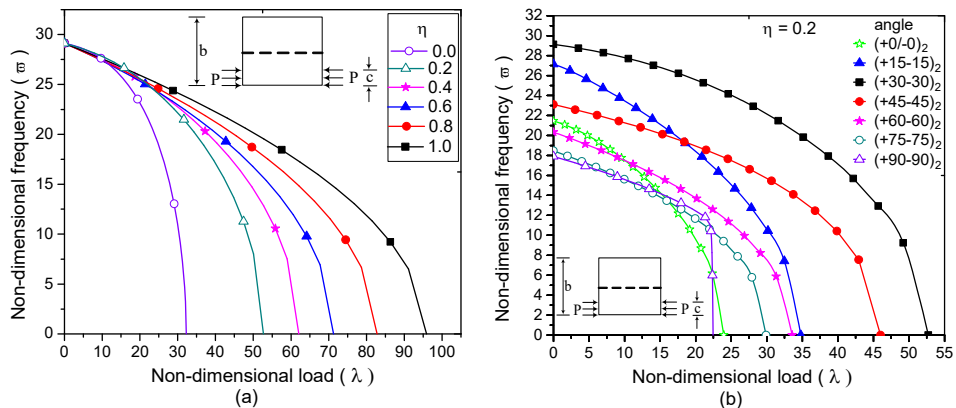 Non-dimensional frequency ( ϖ )
30
25
20
15
10
5
0
0 10 20 30 40 50 60 70 80 90 100
Non-dimensional load ( λ )
(a)
b
P
P
c
η
0.0
0.2
0.4
0.6
0.8
1.0
Non-dimensional frequency ( ϖ )
32
30
28
26
24
22
20
18
16
14
12
10
8
6
4
2
0
0 5 10 15 20 25 30 35 40 45 50 55
Non-dimensional load ( λ )
(b)
η = 0.2
angle
(+0/-0)2
(+15-15)2
(+30-30)2
(+45-45)2
(+60-60)2
(+75-75)2
(+90-90)2
b
P
P
c